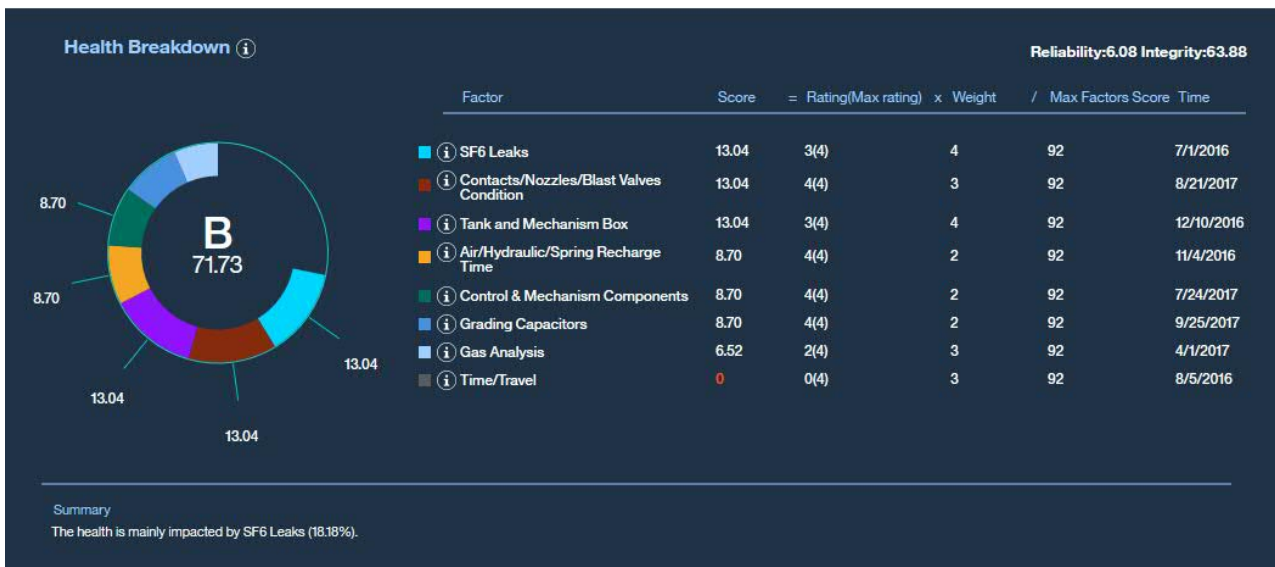 Health Breakdown i
Reliability:6.08 Integrity:63.88
Factor Score = Rating(Max rating) x Weight / Max Factors Score Time
i SF6 Leaks 13.04 3(4) 4 92 7/1/2016
i Contacts/Nozzles/Blast Valves
Condition 13.04 4(4) 3 92 8/21/2017
i Tank and Mechanism Box 13.04 3(4) 4 92 12/10/2016
i Air/Hydraulic/Spring Recharge
Time 8.70 4(4) 2 92 11/4/2016
i Control & Mechanism Components 8.70 4(4) 2 92 7/24/2017
i Grading Capacitors 8.70 4(4) 2 92 9/25/2017
i Gas Analysis 6.52 2(4) 3 92 4/1/2017
i Time/Travel 0 0(4) 3 92 8/5/2016
8.70
B
71.73
8.70
13.04
13.04
13.04
Summary
The health is mainly impacted by SF6 Leaks (18.18%).